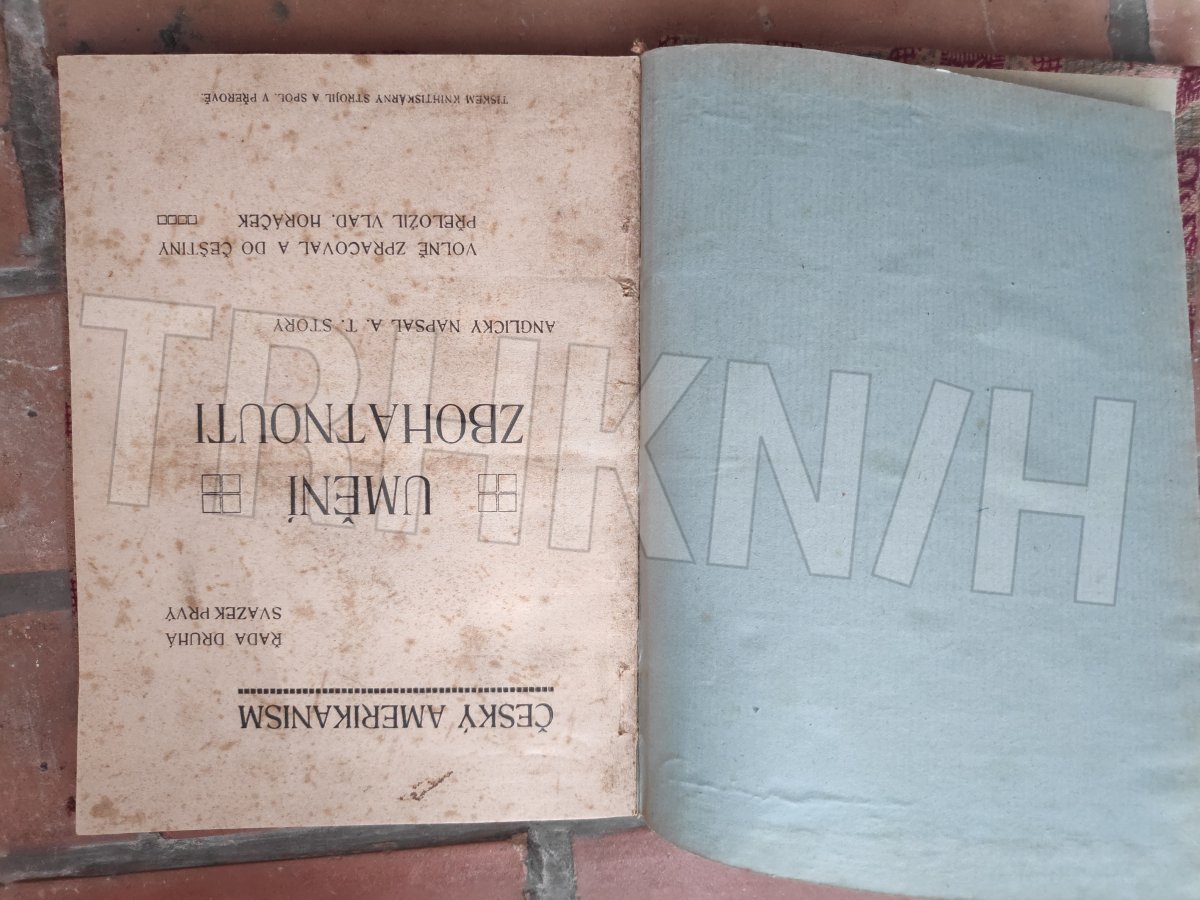 ČESKÝ AMERIKANISM
ŘADA DRUHÁ
SVAZEK PRVÝ
UMĚNÍ
ZBOHATNOUTI
ANGLICKY NAPSAL A. T. STORY
VOLNĚ ZPRACOVAL A DO ČEŠTINY
PŘELOŽIL VLAD. HORÁČEK
TISKEM KNIHTISKÁRNY STROJIL A SPOL. V PŘEROVĚ.
TRHKNIH